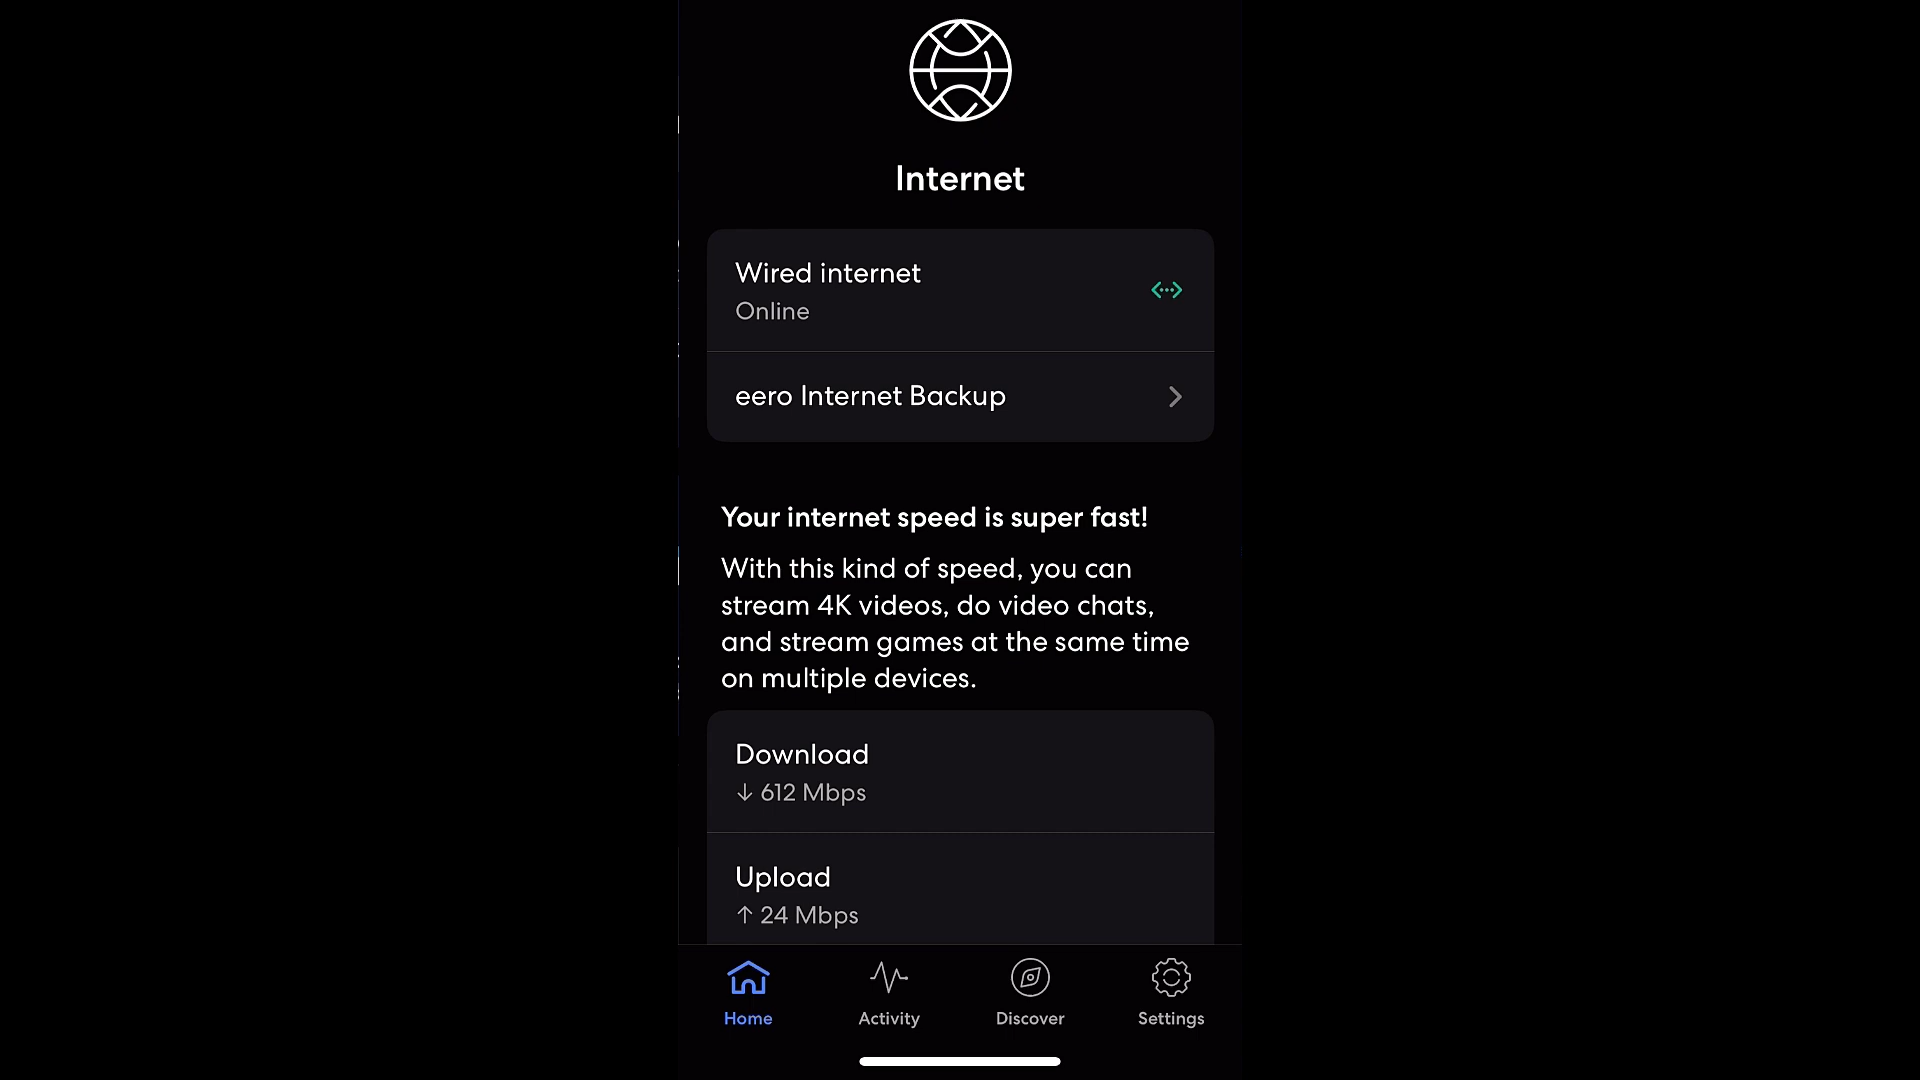 Internet
Wired internet
Online
eero Internet Backup
Your internet speed is super fast!
With this kind of speed, you can
stream 4K videos, do video chats,
and stream games at the same time
on multiple devices.
Download
↓ 612 Mbps
Upload
↑ 24 Mbps
Home
Activity
Discover
Settings